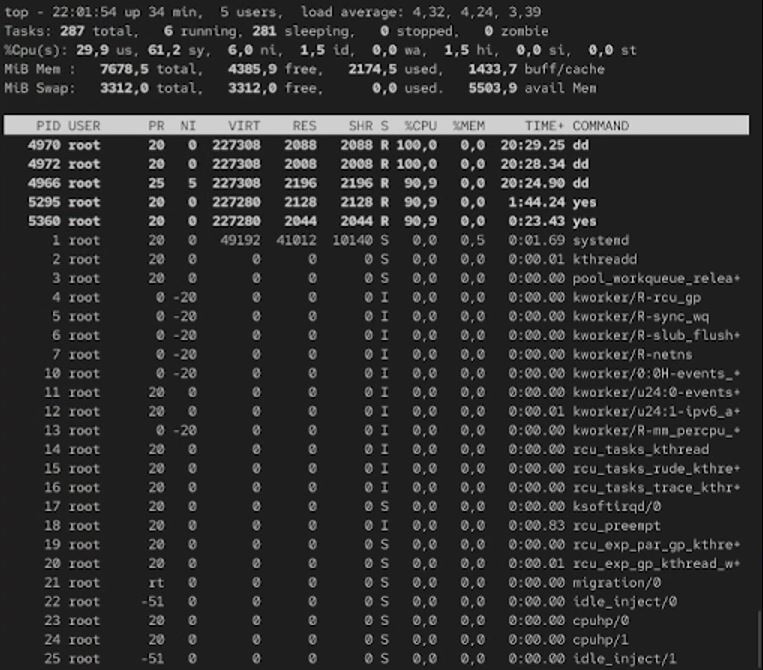 top - 22:01:54 up 34 min,  5 users,  load average: 4,32, 4,24, 3,39
Tasks: 287 total,   6 running, 281 sleeping,   0 stopped,   0 zombie
%Cpu(s): 29,9 us, 61,2 sy,  6,0 ni,  1,5 id,  0,0 wa,  1,5 hi,  0,0 si,  0,0 st
MiB Mem :   7678,5 total,   4385,9 free,   2174,5 used,   1433,7 buff/cache
MiB Swap:   3312,0 total,   3312,0 free,      0,0 used.   5503,9 avail Mem
PID USER      PR  NI    VIRT    RES    SHR S  %CPU  %MEM     TIME+ COMMAND
4970 root      20   0  227308   2088   2088 R 100,0   0,0  20:29.25 dd
4972 root      20   0  227308   2008   2008 R 100,0   0,0  20:28.34 dd
4966 root      25   5  227308   2196   2196 R  90,9   0,0  20:24.90 dd
5295 root      20   0  227280   2128   2128 R  90,9   0,0   1:44.24 yes
5360 root      20   0  227280   2044   2044 R  90,9   0,0   0:23.43 yes
1 root      20   0   49192  41012  10140 S   0,0   0,5   0:01.69 systemd
2 root      20   0       0      0      0 S   0,0   0,0   0:00.01 kthreadd
3 root      20   0       0      0      0 S   0,0   0,0   0:00.00 pool_workqueue_relea+
4 root       0 -20       0      0      0 I   0,0   0,0   0:00.00 kworker/R-rcu_gp
5 root       0 -20       0      0      0 I   0,0   0,0   0:00.00 kworker/R-sync_wq
6 root       0 -20       0      0      0 I   0,0   0,0   0:00.00 kworker/R-slub_flush+
7 root       0 -20       0      0      0 I   0,0   0,0   0:00.00 kworker/R-netns
10 root       0 -20       0      0      0 I   0,0   0,0   0:00.00 kworker/0:0H-events_+
11 root      20   0       0      0      0 I   0,0   0,0   0:00.00 kworker/u24:0-events+
12 root      20   0       0      0      0 I   0,0   0,0   0:00.01 kworker/u24:1-ipv6_a+
13 root       0 -20       0      0      0 I   0,0   0,0   0:00.00 kworker/R-mm_percpu_+
14 root      20   0       0      0      0 I   0,0   0,0   0:00.00 rcu_tasks_kthread
15 root      20   0       0      0      0 I   0,0   0,0   0:00.00 rcu_tasks_rude_kthre+
16 root      20   0       0      0      0 I   0,0   0,0   0:00.00 rcu_tasks_trace_kthr+
17 root      20   0       0      0      0 S   0,0   0,0   0:00.00 ksoftirqd/0
18 root      20   0       0      0      0 I   0,0   0,0   0:00.83 rcu_preempt
19 root      20   0       0      0      0 S   0,0   0,0   0:00.00 rcu_exp_par_gp_kthre+
20 root      20   0       0      0      0 S   0,0   0,0   0:00.01 rcu_exp_gp_kthread_w+
21 root      rt   0       0      0      0 S   0,0   0,0   0:00.00 migration/0
22 root     -51   0       0      0      0 S   0,0   0,0   0:00.00 idle_inject/0
23 root      20   0       0      0      0 S   0,0   0,0   0:00.00 cpuhp/0
24 root      20   0       0      0      0 S   0,0   0,0   0:00.00 cpuhp/1
25 root     -51   0       0      0      0 S   0,0   0,0   0:00.00 idle_inject/1